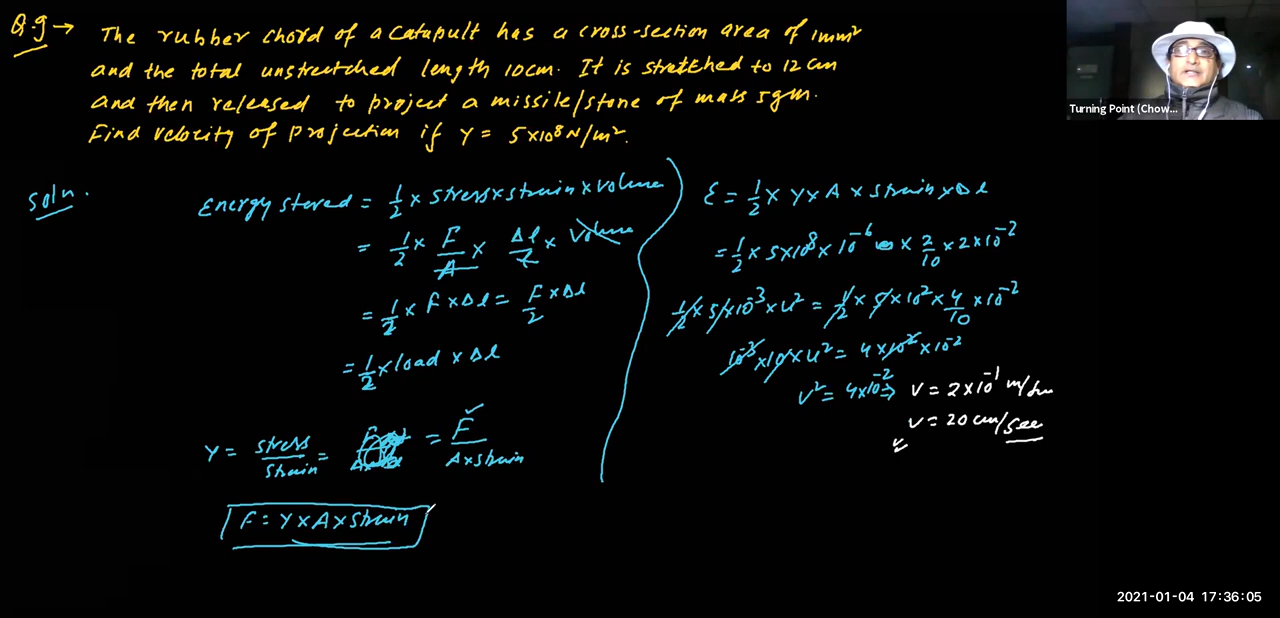 Q.9 → The rubber chord of a catapult has a cross-section area of 1mm²
and the total unstretched length 10cm. It is stretched to 12 cm
and then released to project a missile/stone of mass 5gm.
Find velocity of projection if Y = 5×10⁸ N/m².
Turning Point (Chow...
Soln.
Energy stored = 1/2 × stress × strain × volume
= 1/2 × F/A × Δl/l × volume
= 1/2 × F × Δl = F/2 × Δl
= 1/2 × load × Δl
Y = stress/strain = = F/A×strain
F = Y×A×strain
E = 1/2 × Y × A × strain × Δl
= 1/2 × 5×10⁸ × 10⁻⁶ × 2/10 × 2×10⁻²
1/2 × 5×10⁻³ × u² = 1/2 × 5×10² × 4/10 × 10⁻²
10⁻³ × 10 × u² = 4×10² × 10⁻²
v² = 4×10⁻² ⇒ v = 2×10⁻¹ m/sec
v = 20 cm/sec
2021-01-04 17:36:05